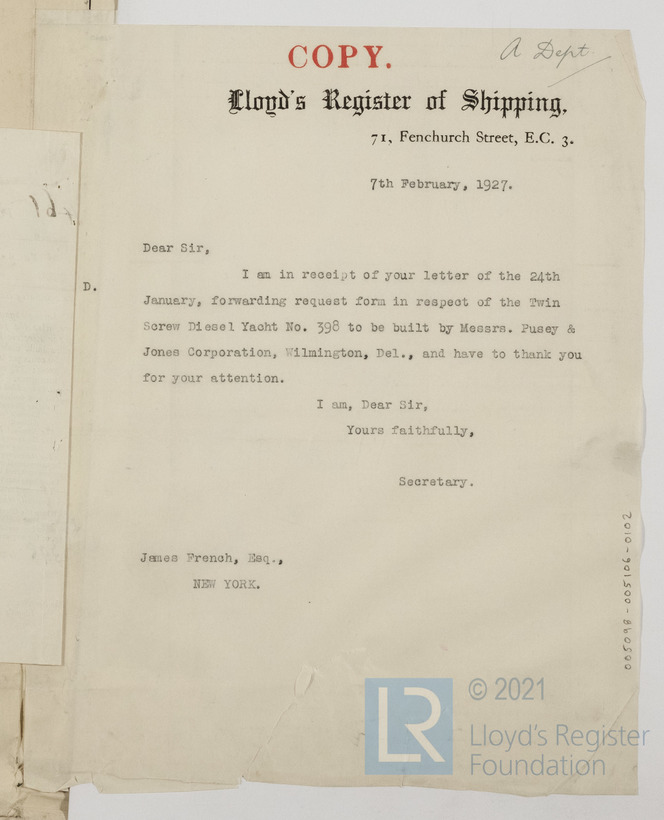 COPY.
A Dept.
Lloyd's Register of Shipping,
71, Fenchurch Street, E.C. 3.
7th February, 1927.
Dear Sir,
I am in receipt of your letter of the 24th
D.
January, forwarding request form in respect of the Twin
Screw Diesel Yacht No. 398 to be built by Messrs. Pusey &
Jones Corporation, Wilmington, Del., and have to thank you
for your attention.
I am, Dear Sir,
Yours faithfully,
Secretary.
James French, Esq.,
NEW YORK.
005098-005106-0102
LR
© 2021
Lloyd's Register
Foundation